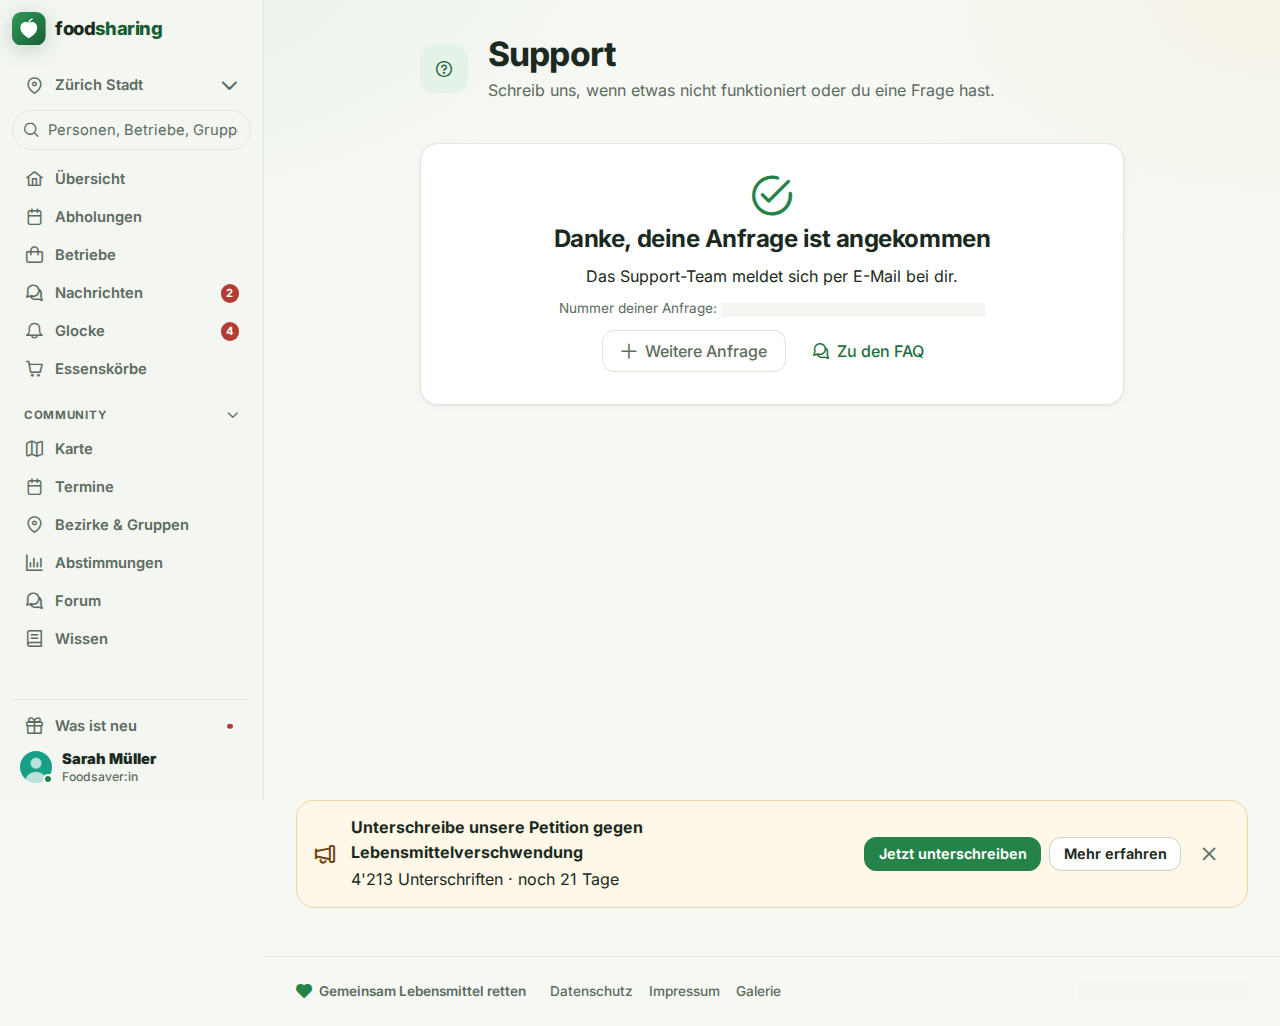 foodsharing
Zürich Stadt
Personen, Betriebe, Grupp
Übersicht
Abholungen
Betriebe
Nachrichten 2
Glocke 4
Essenskörbe
COMMUNITY
Karte
Termine
Bezirke & Gruppen
Abstimmungen
Forum
Wissen
Was ist neu
Sarah Müller
Foodsaver:in
Support
Schreib uns, wenn etwas nicht funktioniert oder du eine Frage hast.
Danke, deine Anfrage ist angekommen
Das Support-Team meldet sich per E-Mail bei dir.
Nummer deiner Anfrage:
Weitere Anfrage
Zu den FAQ
Unterschreibe unsere Petition gegen
Lebensmittelverschwendung
4'213 Unterschriften · noch 21 Tage
Jetzt unterschreiben
Mehr erfahren
Gemeinsam Lebensmittel retten
Datenschutz
Impressum
Galerie